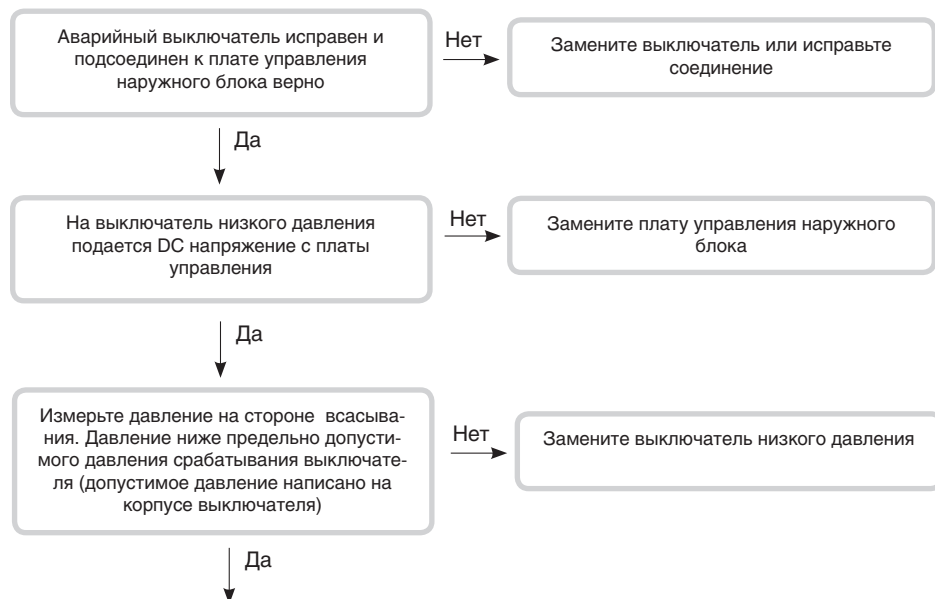 Аварийный выключатель исправен и
подсоединен к плате управления
наружного блока верно
Нет
Замените выключатель или исправьте
соединение
Да
На выключатель низкого давления
подается DC напряжение с платы
управления
Нет
Замените плату управления наружного
блока
Да
Измерьте давление на стороне всасыва-
ния. Давление ниже предельно допусти-
мого давления срабатывания выключате-
ля (допустимое давление написано на
корпусе выключателя)
Нет
Замените выключатель низкого давления
Да